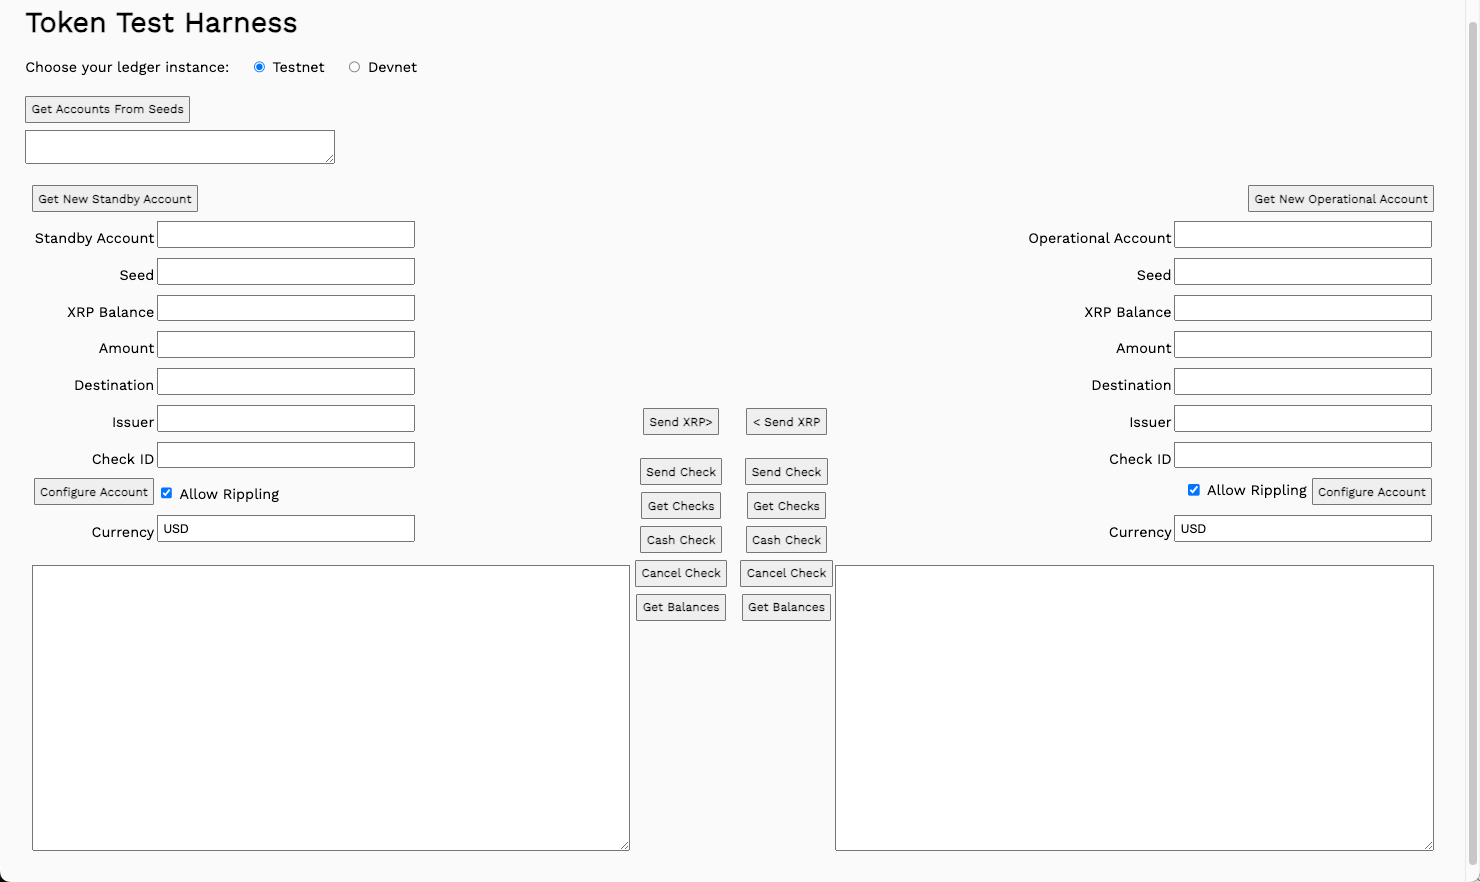 Token Test Harness
Choose your ledger instance: Testnet Devnet
Get Accounts From Seeds
Get New Standby Account
Standby Account
Seed
XRP Balance
Amount
Destination
Issuer
Check ID
Configure Account Allow Rippling
Currency USD
Send XRP> < Send XRP
Send Check Send Check
Get Checks Get Checks
Cash Check Cash Check
Cancel Check Cancel Check
Get Balances Get Balances
Get New Operational Account
Operational Account
Seed
XRP Balance
Amount
Destination
Issuer
Check ID
Allow Rippling Configure Account
Currency USD